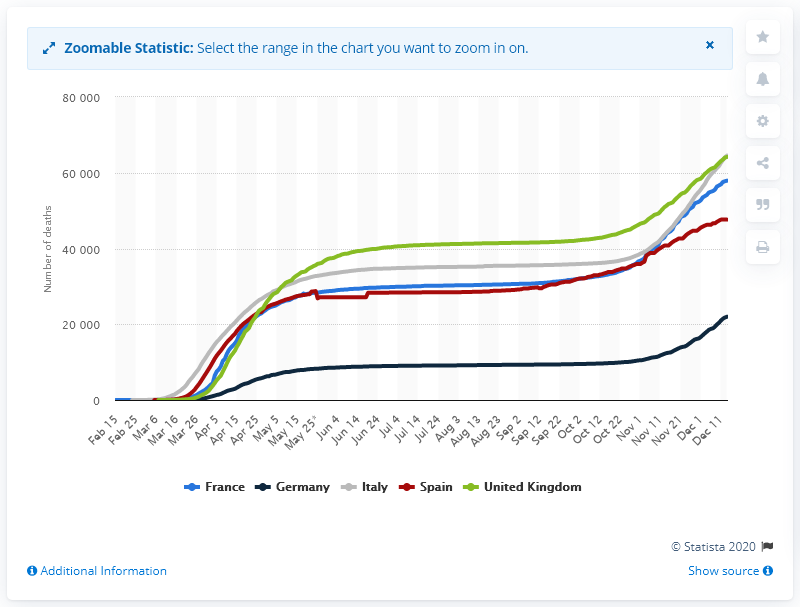 Zoomable Statistic: Select the range in the chart you want to zoom in on.
×
80 000
60 000
40 000
20 000
0
Number of deaths
Feb 15
Feb 25
Mar 6
Mar 16
Mar 26
Apr 5
Apr 15
Apr 25
May 5
May 15
May 25*
Jun 4
Jun 14
Jun 24
Jul 4
Jul 14
Jul 24
Aug 3
Aug 13
Aug 23
Sep 2
Sep 12
Sep 22
Oct 2
Oct 12
Oct 22
Nov 1
Nov 11
Nov 21
Dec 1
Dec 11
France Germany Italy Spain United Kingdom
© Statista 2020
Additional Information Show source